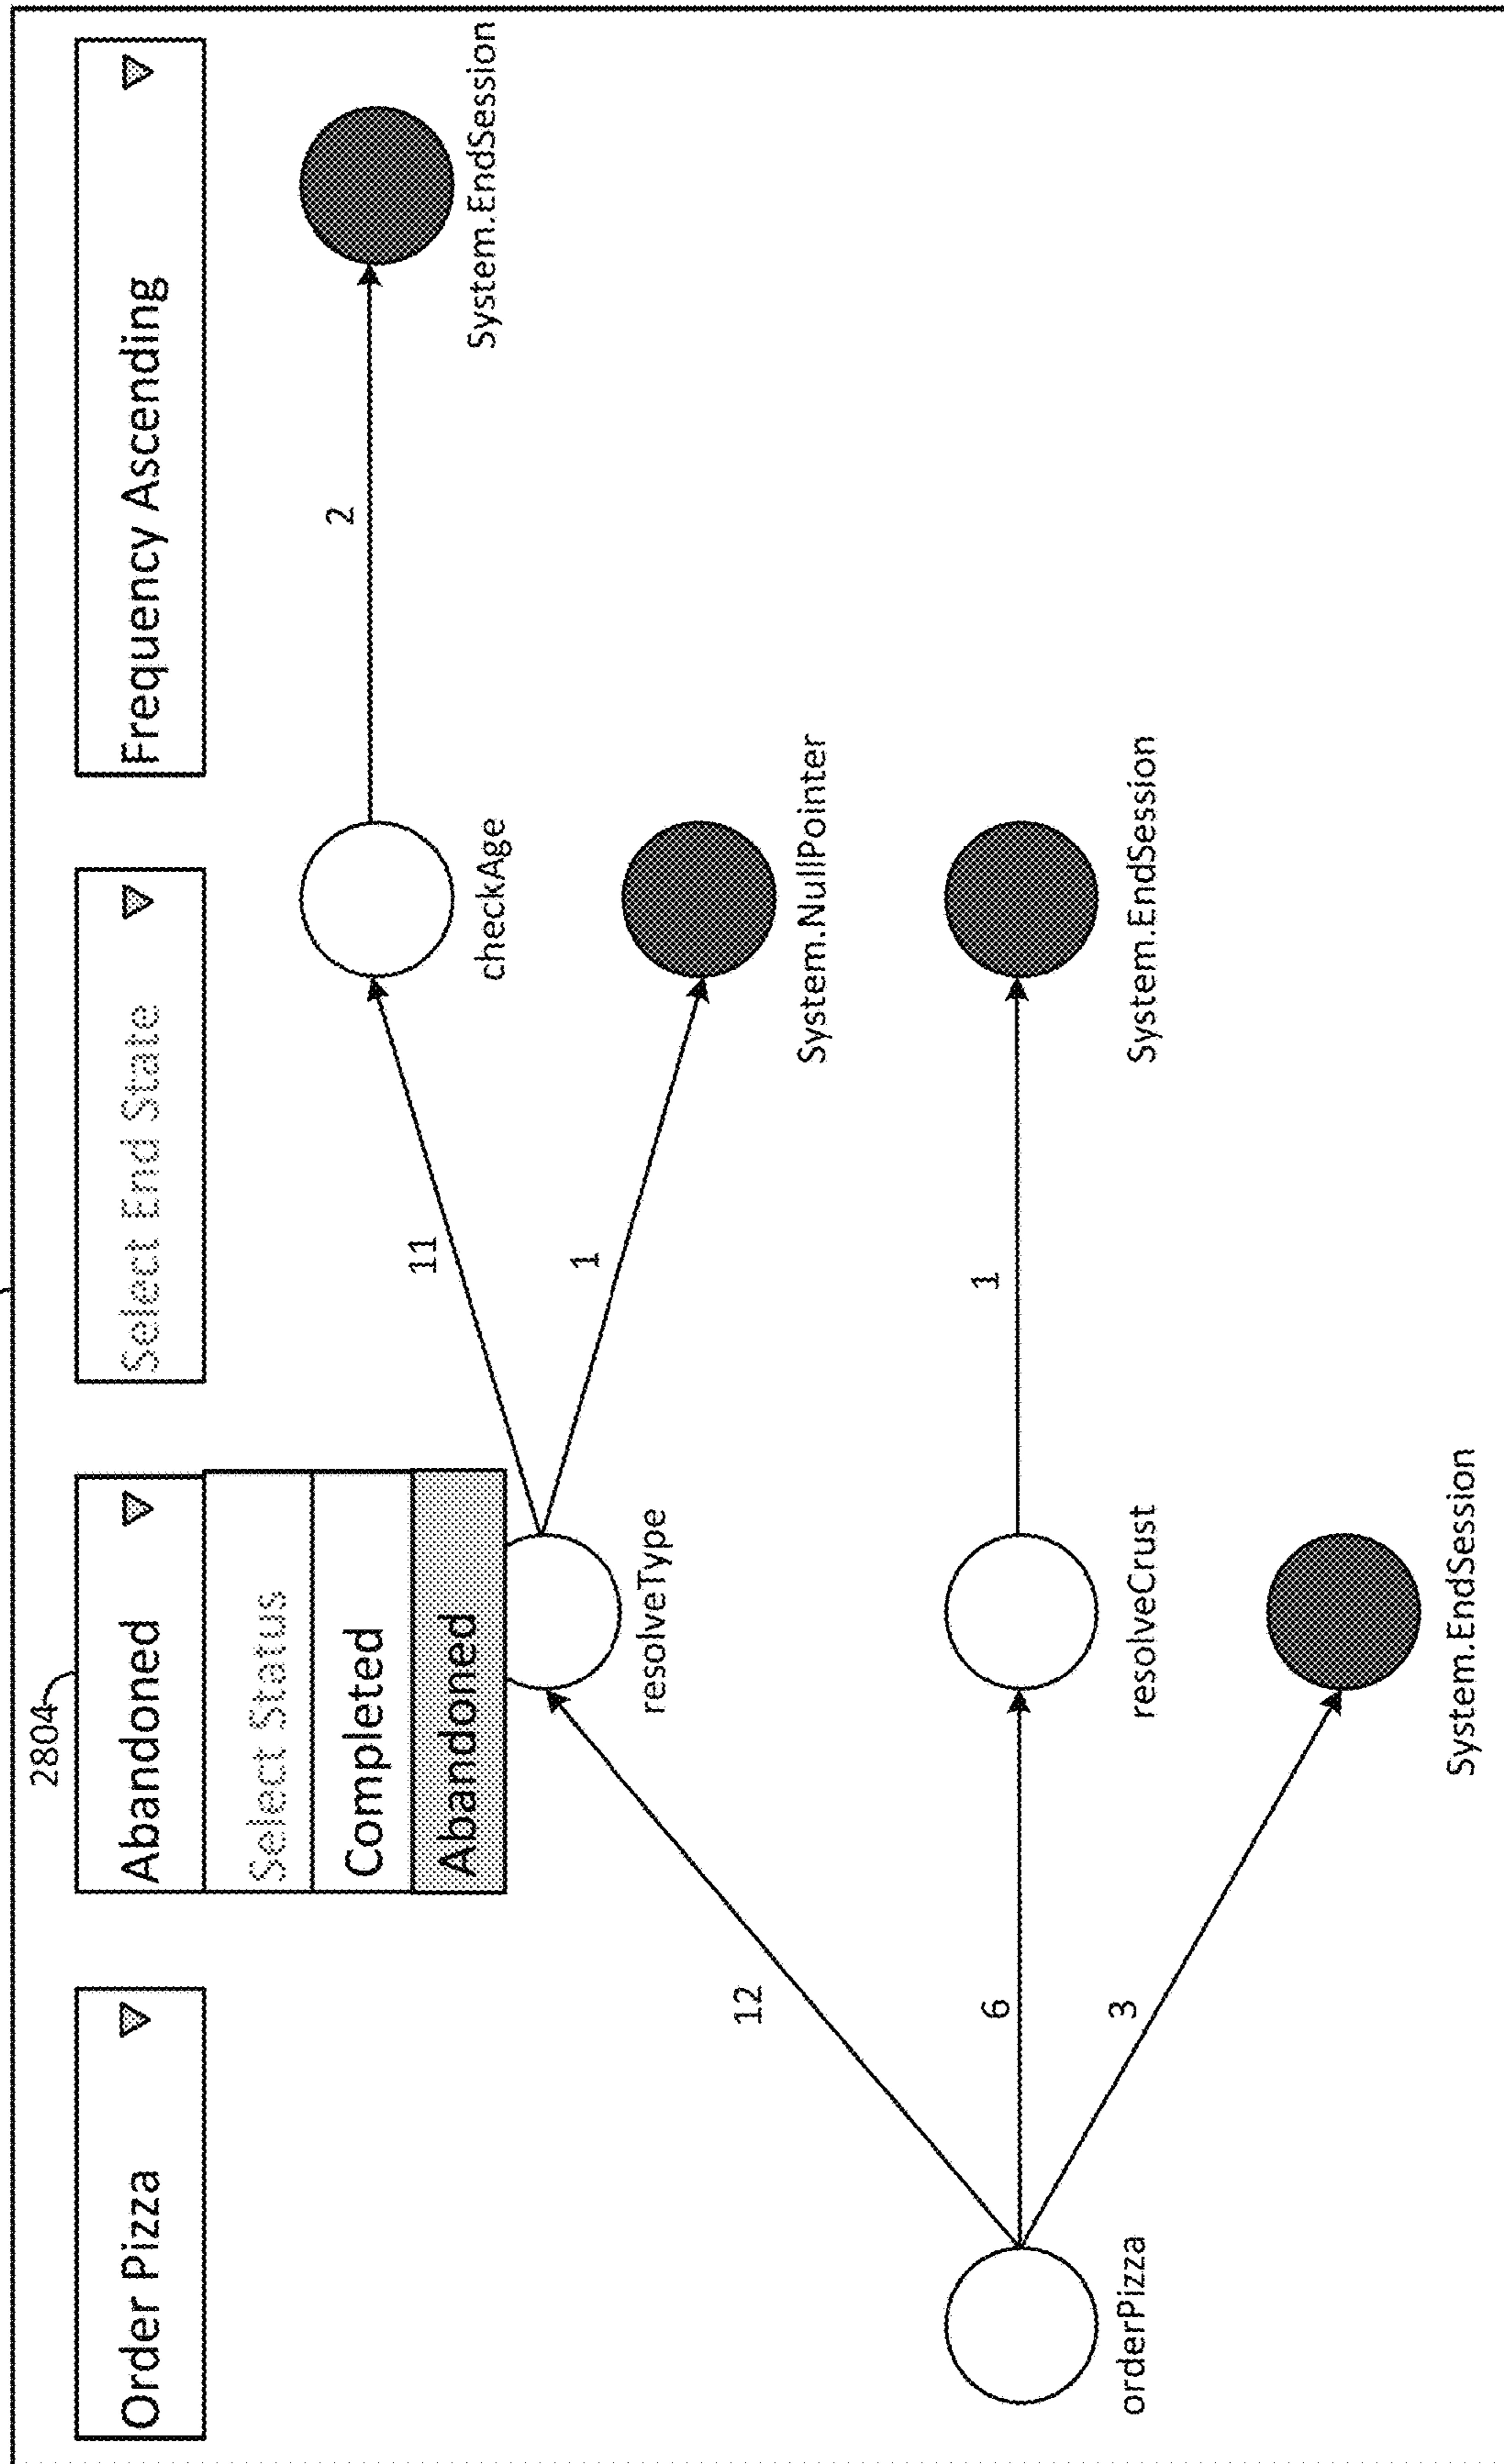 2804
Order Pizza
Abandoned
Select End State
Frequency Ascending
Select Status
Completed
Abandoned
2
System.EndSession
11
checkAge
12
resolveType
1
System.NullPointer
6
1
orderPizza
resolveCrust
System.EndSession
3
System.EndSession